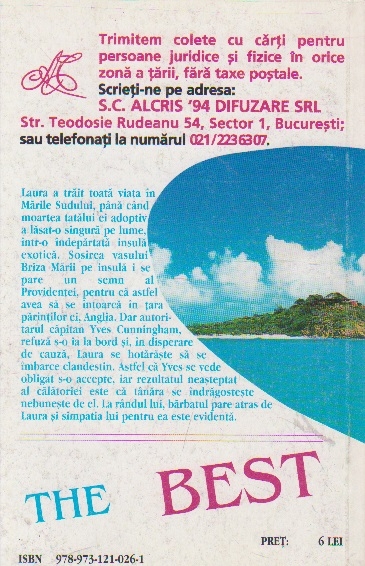 Trimitem colete cu cărți pentru
persoane juridice și fizice în orice
zonă a țării, fără taxe poștale.
Scrieți-ne pe adresa:
S.C. ALCRIS '94 DIFUZARE SRL
Str. Teodosie Rudeanu 54, Sector 1, București;
sau telefonați la numărul 021/2236307.
Laura a trăit toată viața în
Mările Sudului, până când
moartea tatălui ei adoptiv
a lăsat-o singură pe lume,
intr-o îndepărtată insulă
exotică. Sosirea vasului
Briza Mării pe insulă i se
pare un semn al
Providenței, pentru că astfel
avea să se întoarcă în țara
părinților ei, Anglia. Dar autori-
tarul căpitan Yves Cunningham,
refuză s-o ia la bord și, în disperare
de cauză, Laura se hotărăște să se
îmbarce clandestin. Astfel că Yves se vede
obligat s-o accepte, iar rezultatul neașteptat
al călătoriei este că tânăra se îndrăgostește
nebunește de el. La rândul lui, bărbatul pare atras de
Laura și simpatia lui pentru ea este evidentă.
THE BEST
PREȚ: 6 LEI
ISBN 978-973-121-026-1